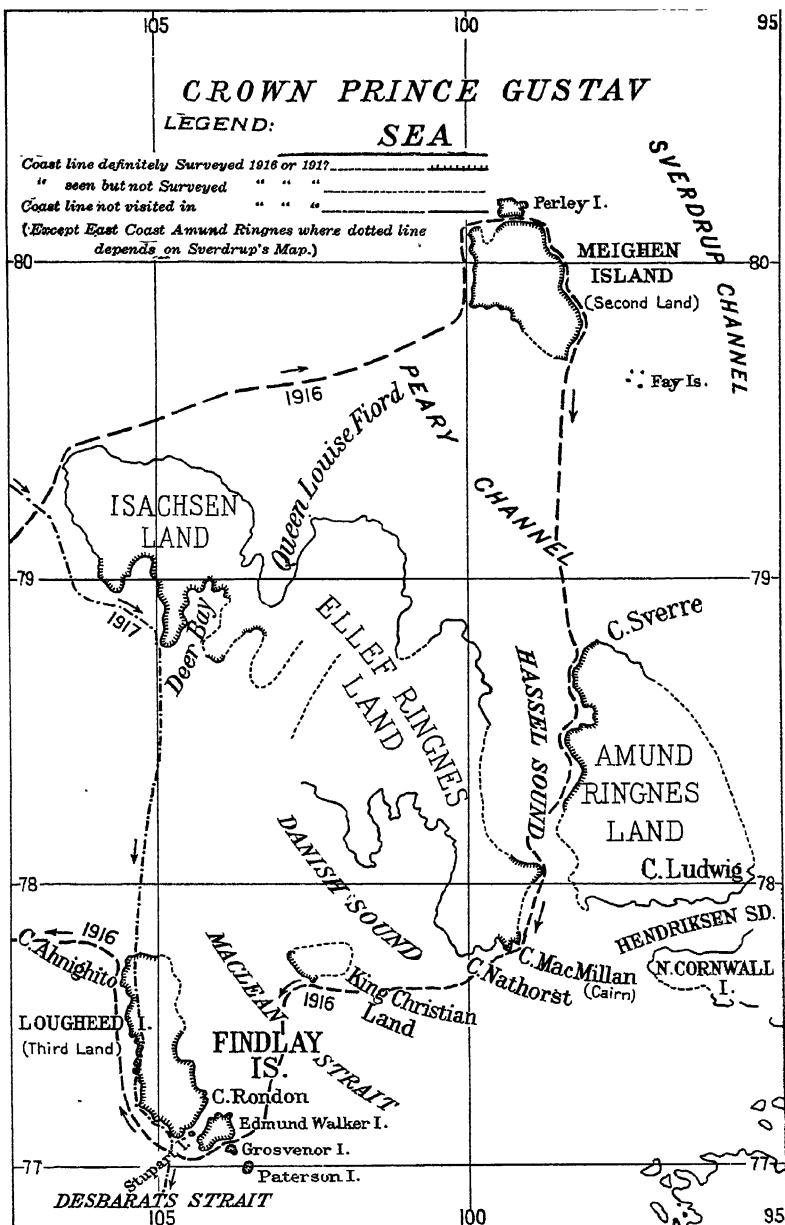 105
100
95
CROWN PRINCE GUSTAV
SEA
LEGEND:
Coast line definitely Surveyed 1916 or 1917
" seen but not Surveyed " " "
Coast line not visited in " " "
(Except East Coast Amund Ringnes where dotted line
depends on Sverdrup's Map.)
SVERDRUP CHANNEL
Perley I.
80
80
MEIGHEN
ISLAND
(Second Land)
Fay Is.
1916
PEARY
CHANNEL
Queen Louise Fiord
ISACHSEN
LAND
79
79
1917
Deer Bay
ELLEF RINGNES
LAND
HASSEL SOUND
C. Sverre
AMUND
RINGNES
LAND
C. Ludwig
78
78
DANISH SOUND
HENDRIKSEN SD.
1916
C. Ahnighito
MACLEAN STRAIT
King Christian
Land
1916
C. Nathorst
C. MacMillan
(Cairn)
N. CORNWALL
I.
LOUGHEED I.
(Third Land)
FINDLAY
IS.
C. Rondon
Edmund Walker I.
Stupart I.
Grosvenor I.
77
77
Paterson I.
DESBARATS STRAIT
105
100
95